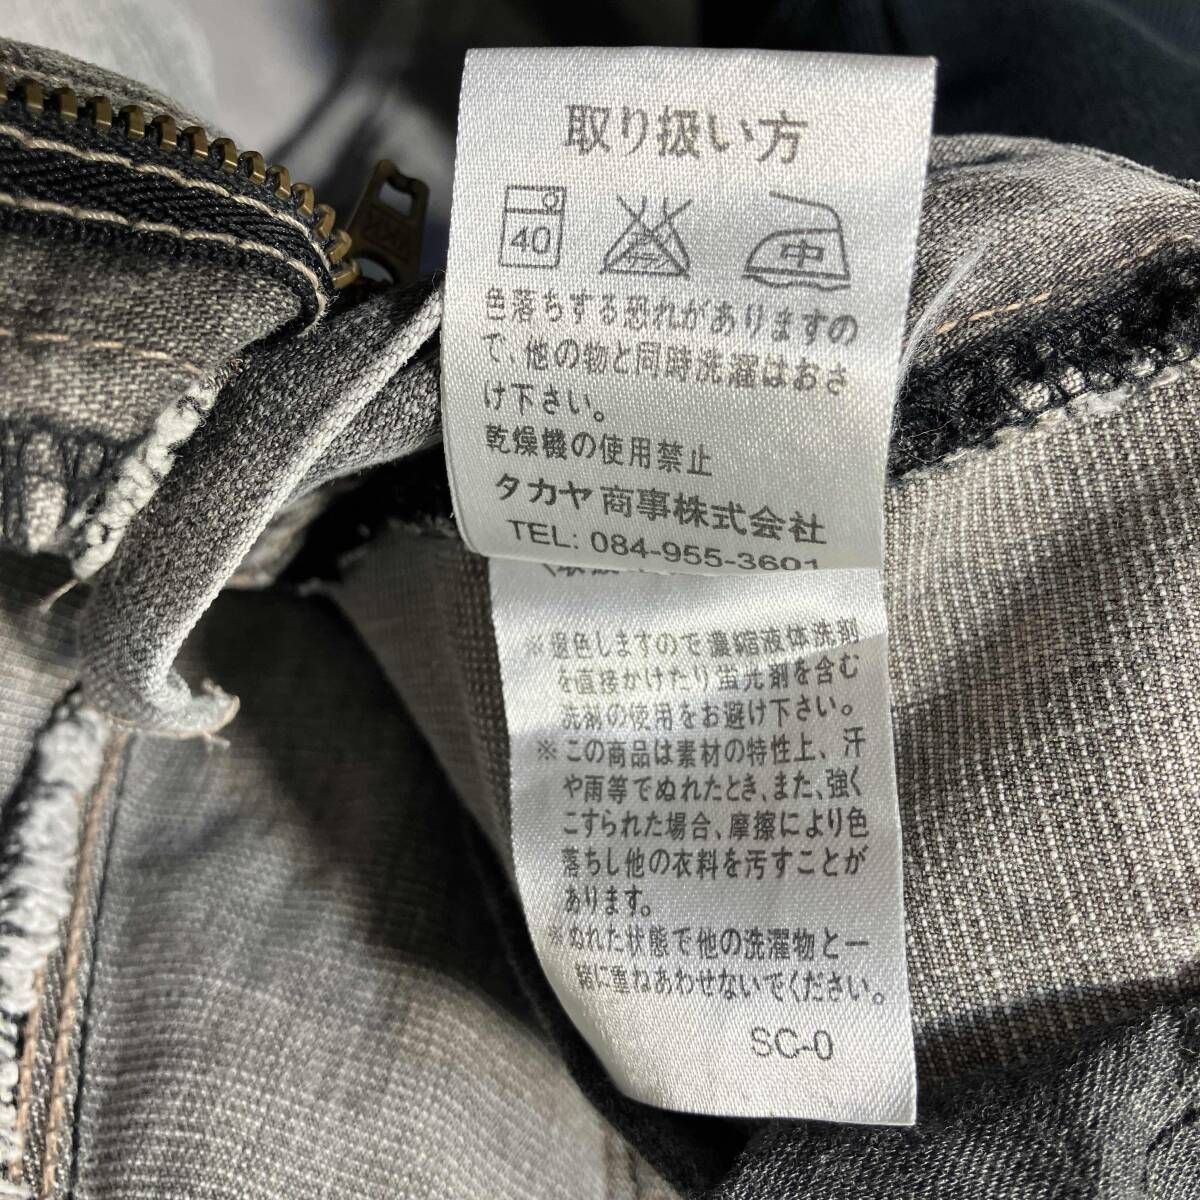 取り扱い方
40
中
色落ちする恐れがありますの
で、他の物と同時洗濯はおさ
け下さい。
乾燥機の使用禁止
タカヤ商事株式会社
TEL: 084-955-3601
※退色しますので濃縮液体洗剤
を直接かけたり蛍光剤を含む
洗剤の使用をお避け下さい。
※この商品は素材の特性上、汗
や雨等でぬれたとき、また、強く
こすられた場合、摩擦により色
落ちし他の衣料を汚すことが
あります。
※ぬれた状態で他の洗濯物と一
緒に重ねあわせないでください。
SC-0